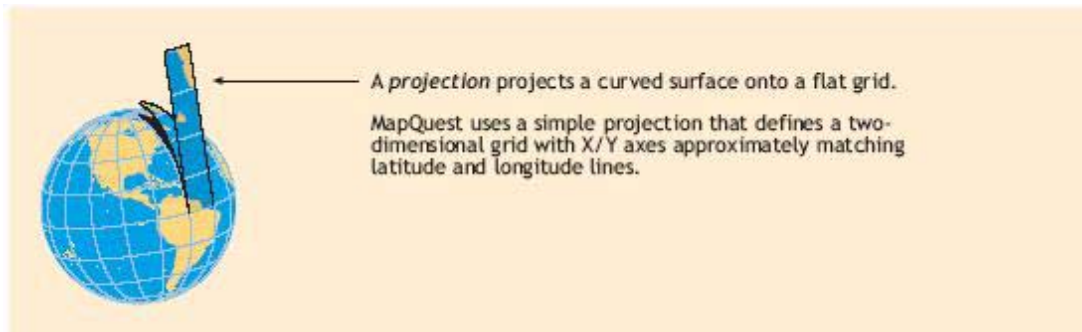 A projection projects a curved surface onto a flat grid.
MapQuest uses a simple projection that defines a two-
dimensional grid with X/Y axes approximately matching
latitude and longitude lines.